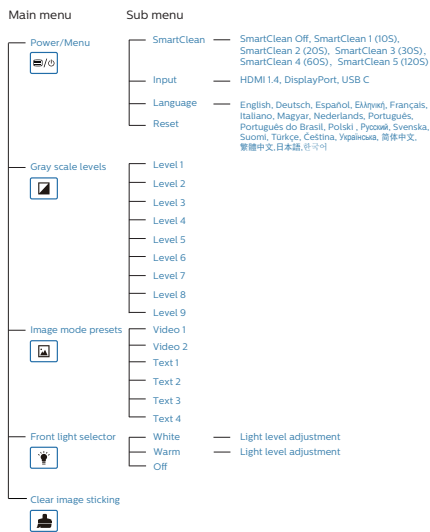 Main menu Sub menu
Power/Menu
SmartClean SmartClean Off, SmartClean 1 (10S),
SmartClean 2 (20S), SmartClean 3 (30S),
SmartClean 4 (60S), SmartClean 5 (120S)
Input HDMI 1.4, DisplayPort, USB C
Language English, Deutsch, Español, Ελληνική, Français,
Italiano, Magyar, Nederlands, Português,
Reset Português do Brasil, Polski , Русский, Svenska,
Suomi, Türkçe, Čeština, Українська, 简体中文,
繁體中文,日本語,한국어
Gray scale levels Level 1
Level 2
Level 3
Level 4
Level 5
Level 6
Level 7
Level 8
Level 9
Image mode presets Video 1
Video 2
Text 1
Text 2
Text 3
Text 4
Front light selector White Light level adjustment
Warm Light level adjustment
Off
Clear image sticking